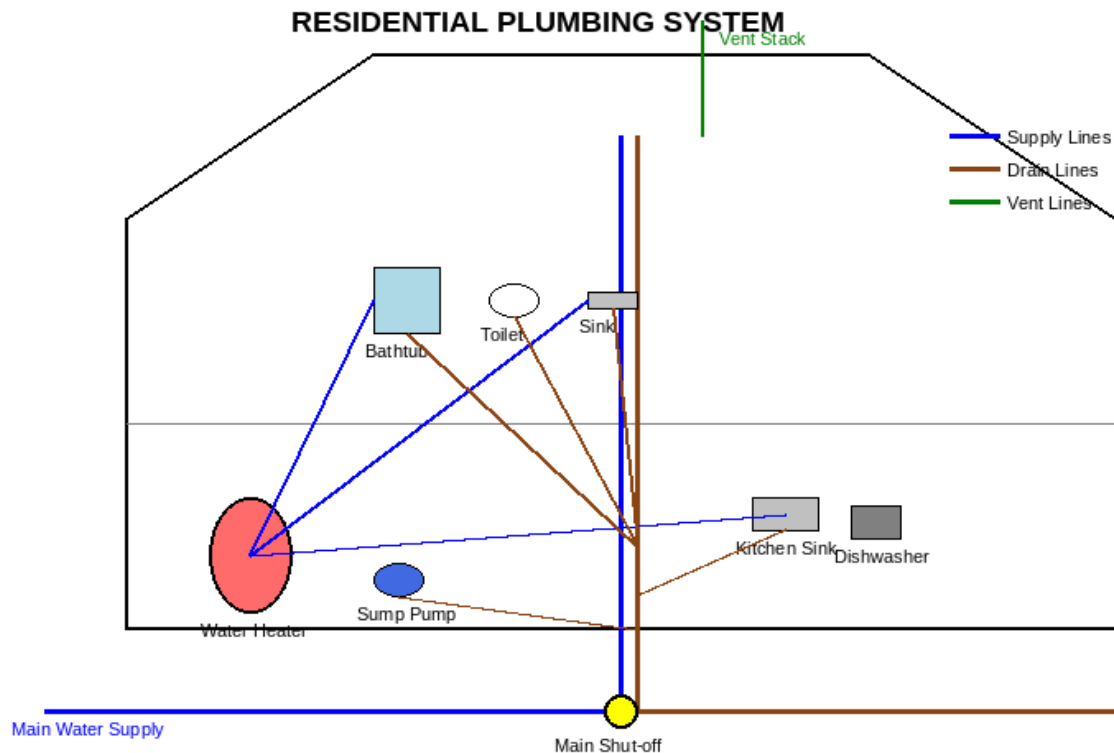 RESIDENTIAL PLUMBING SYSTEM
Vent Stack
Supply Lines
Drain Lines
Vent Lines
Bathtub
Toilet
Sink
Kitchen Sink
Dishwasher
Sump Pump
Water Heater
Main Water Supply
Main Shut-off